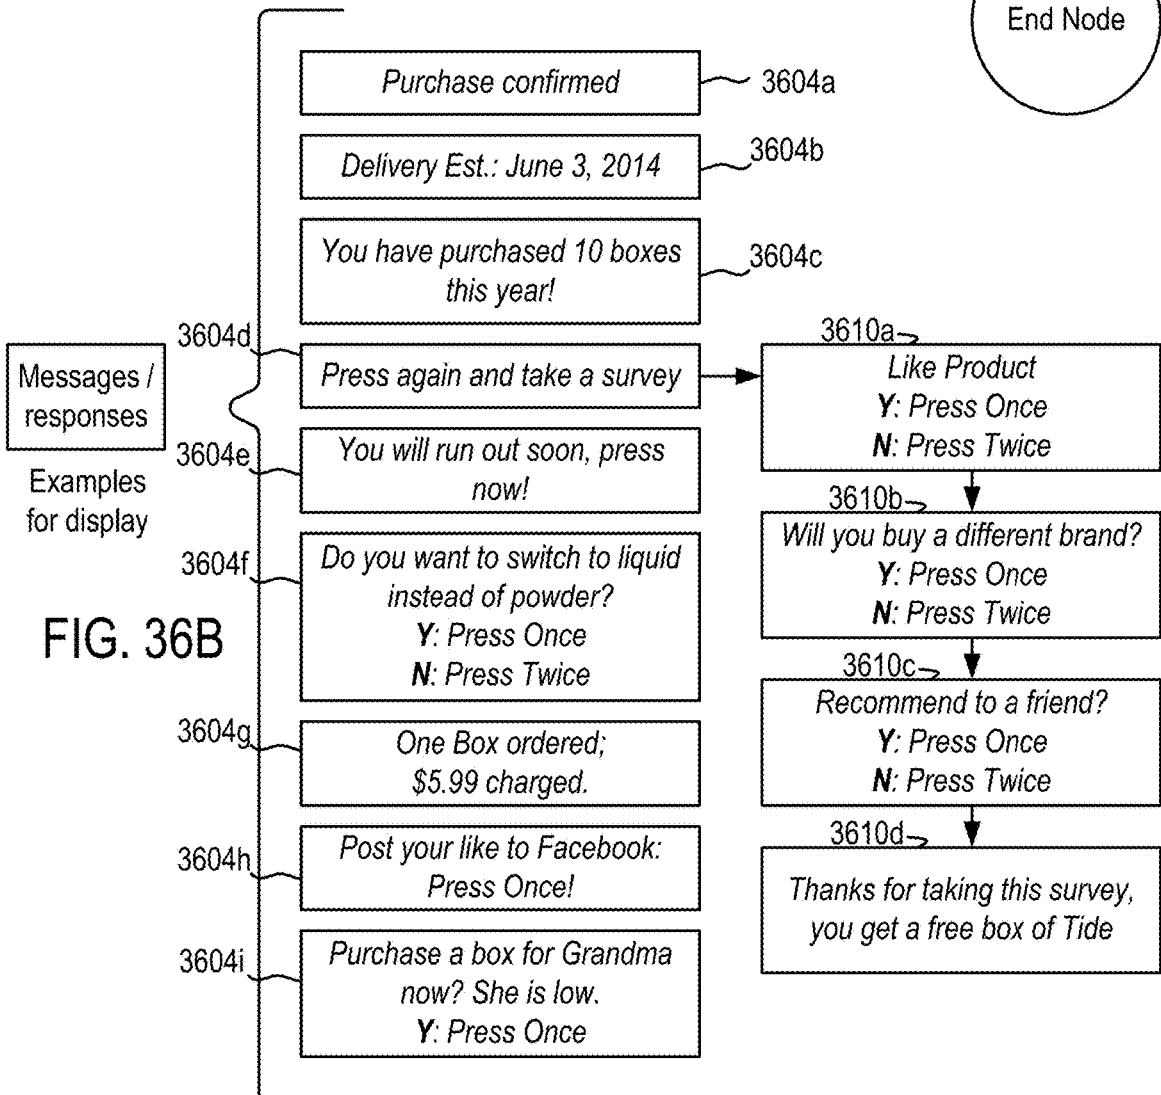 End Node
Purchase confirmed
3604a
Delivery Est.: June 3, 2014
3604b
You have purchased 10 boxes
this year!
3604c
3604d
Press again and take a survey
Messages /
responses
Examples
for display
3604e
You will run out soon, press
now!
3604f
Do you want to switch to liquid
instead of powder?
Y: Press Once
N: Press Twice
FIG. 36B
3604g
One Box ordered;
$5.99 charged.
3604h
Post your like to Facebook:
Press Once!
3604i
Purchase a box for Grandma
now? She is low.
Y: Press Once
3610a
Like Product
Y: Press Once
N: Press Twice
3610b
Will you buy a different brand?
Y: Press Once
N: Press Twice
3610c
Recommend to a friend?
Y: Press Once
N: Press Twice
3610d
Thanks for taking this survey,
you get a free box of Tide